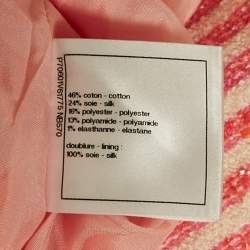 46% coton - cotton
24% soie - silk
16% polyester - polyester
13% polyamide - polyamide
1% elasthanne - elastane
doublure - lining :
100% soie - silk